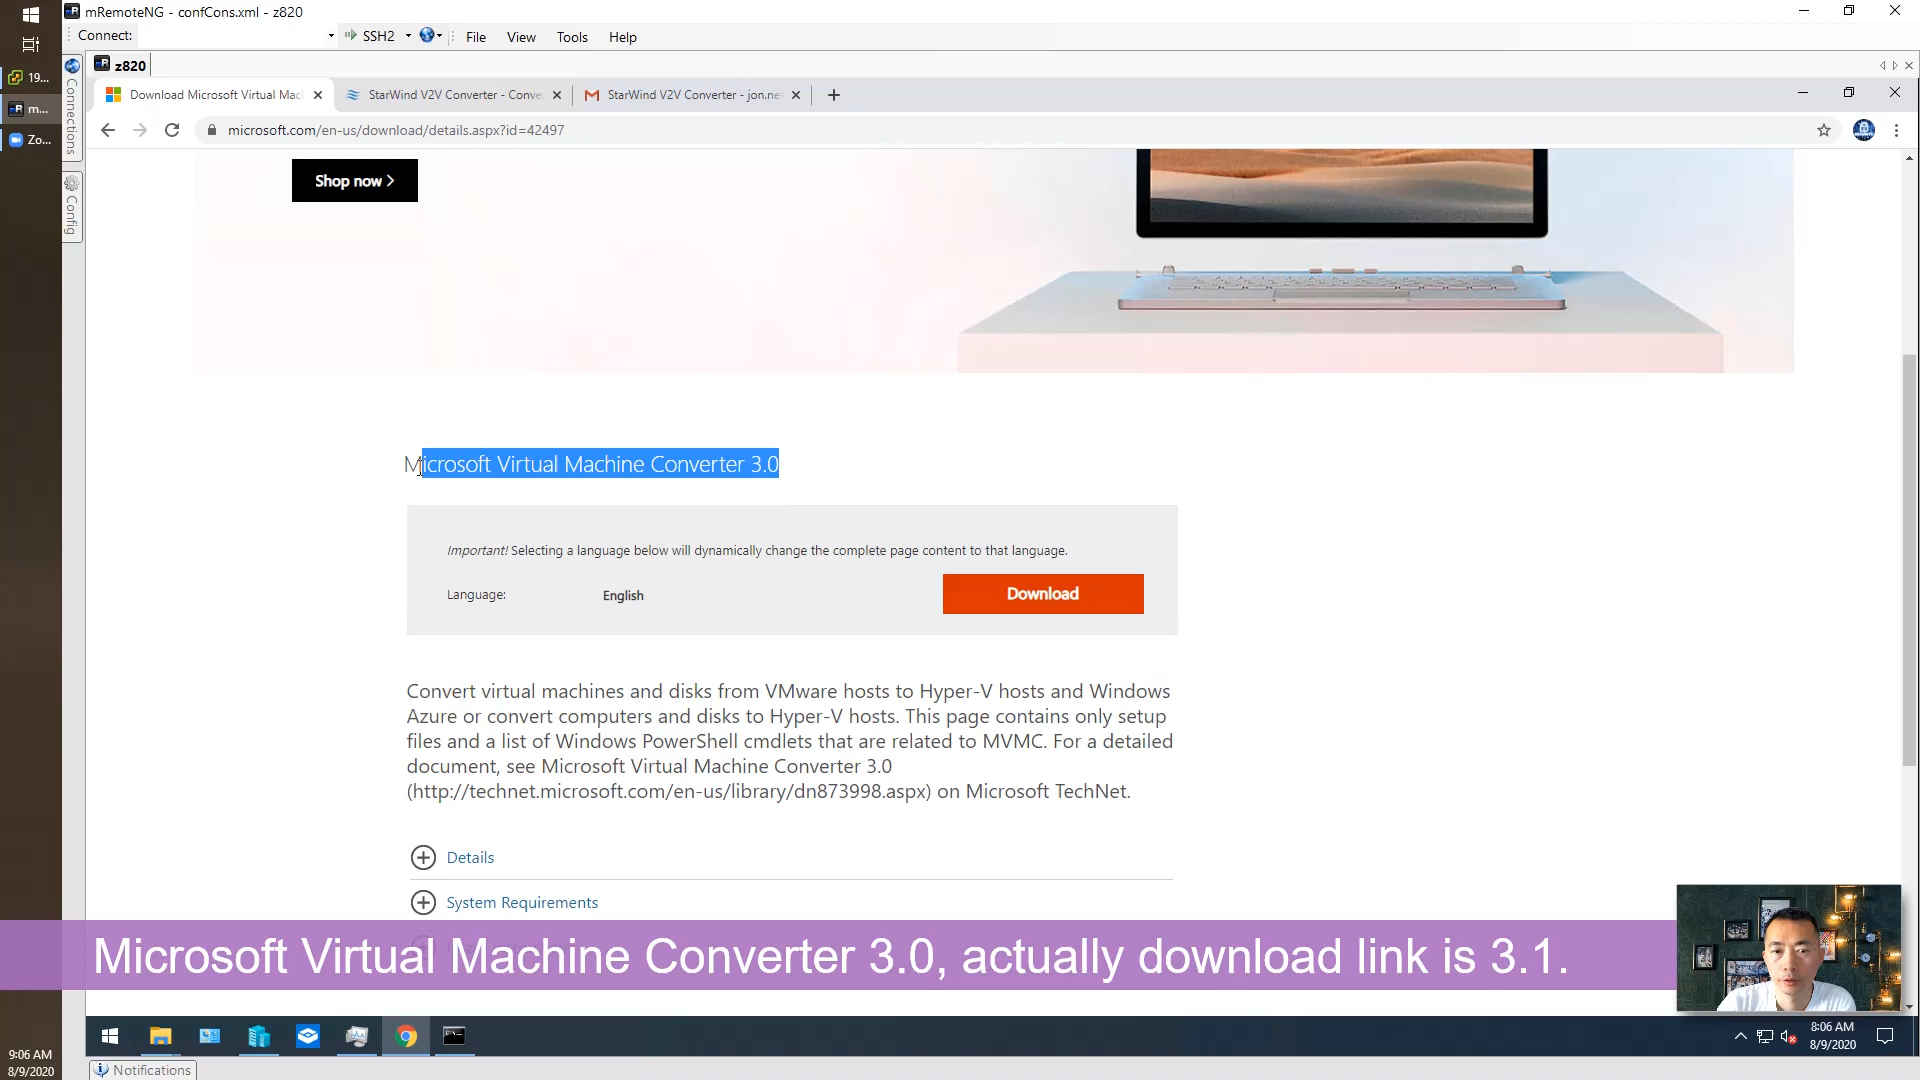 mRemoteNG - confCons.xml - z820
Connect:
SSH2
File
View
Tools
Help
19...
m...
Zo...
Connections
Config
z820
Download Microsoft Virtual Mac
StarWind V2V Converter - Conve
StarWind V2V Converter - jon.ne
microsoft.com/en-us/download/details.aspx?id=42497
Shop now
Microsoft Virtual Machine Converter 3.0
Important! Selecting a language below will dynamically change the complete page content to that language.
Language:
English
Download
Convert virtual machines and disks from VMware hosts to Hyper-V hosts and Windows
Azure or convert computers and disks to Hyper-V hosts. This page contains only setup
files and a list of Windows PowerShell cmdlets that are related to MVMC. For a detailed
document, see Microsoft Virtual Machine Converter 3.0
(http://technet.microsoft.com/en-us/library/dn873998.aspx) on Microsoft TechNet.
Details
System Requirements
Microsoft Virtual Machine Converter 3.0, actually download link is 3.1.
8:06 AM
8/9/2020
9:06 AM
8/9/2020
Notifications